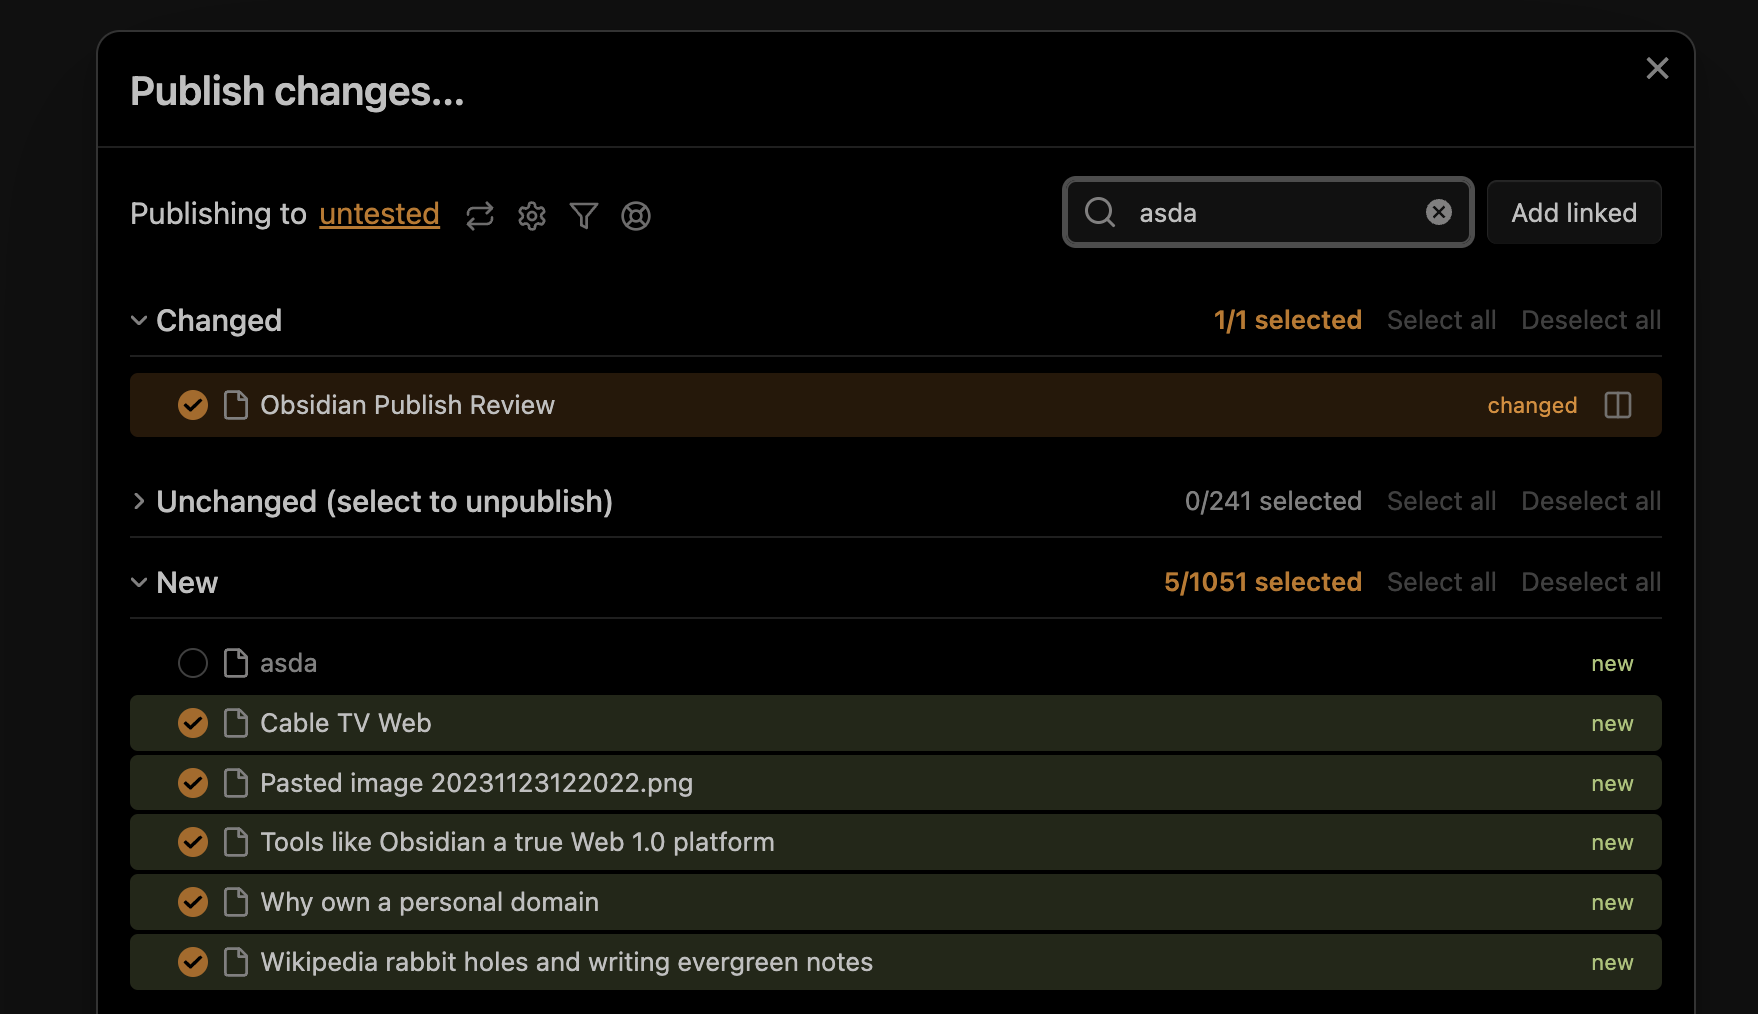 Publish changes...
Publishing to untested
asda
Add linked
Changed
1/1 selected Select all Deselect all
Obsidian Publish Review
changed
Unchanged (select to unpublish)
0/241 selected Select all Deselect all
New
5/1051 selected Select all Deselect all
asda
new
Cable TV Web
new
Pasted image 20231123122022.png
new
Tools like Obsidian a true Web 1.0 platform
new
Why own a personal domain
new
Wikipedia rabbit holes and writing evergreen notes
new